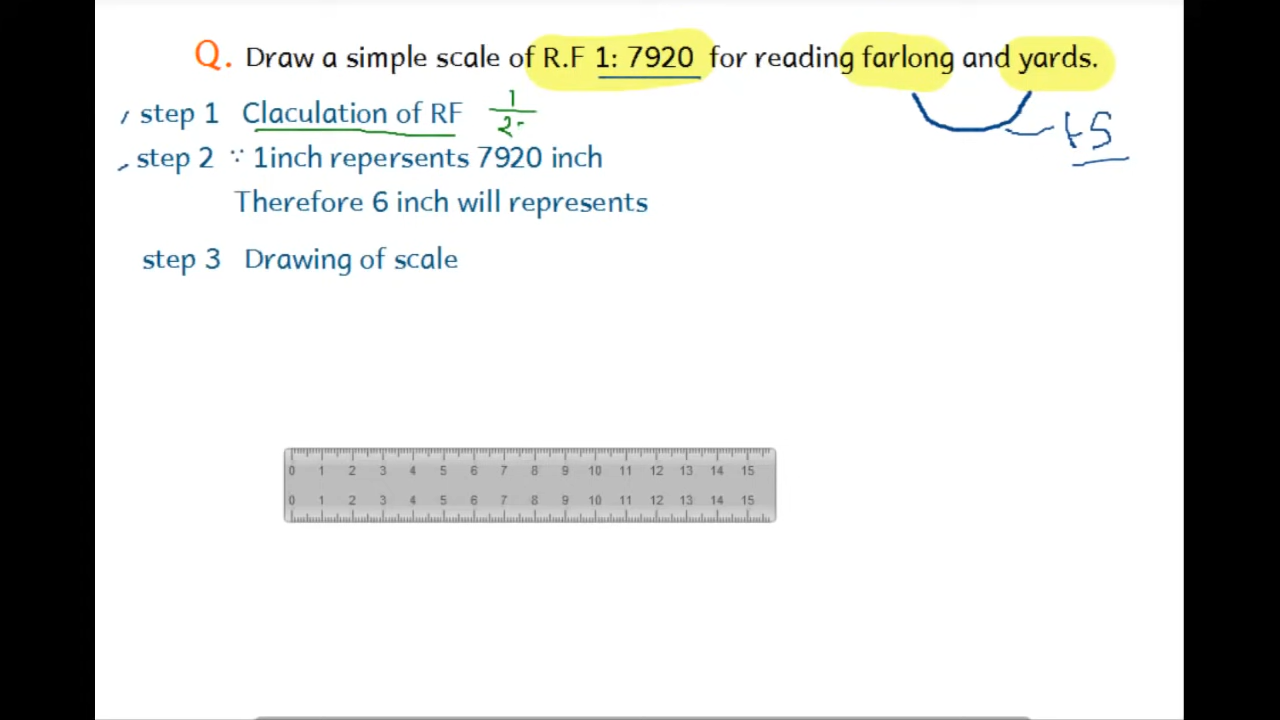 Q. Draw a simple scale of R.F 1: 7920 for reading farlong and yards.
step 1 Claculation of RF 1
step 2 ∵ 1inch repersents 7920 inch
Therefore 6 inch will represents
step 3 Drawing of scale
0 1 2 3 4 5 6 7 8 9 10 11 12 13 14 15
0 1 2 3 4 5 6 7 8 9 10 11 12 13 14 15